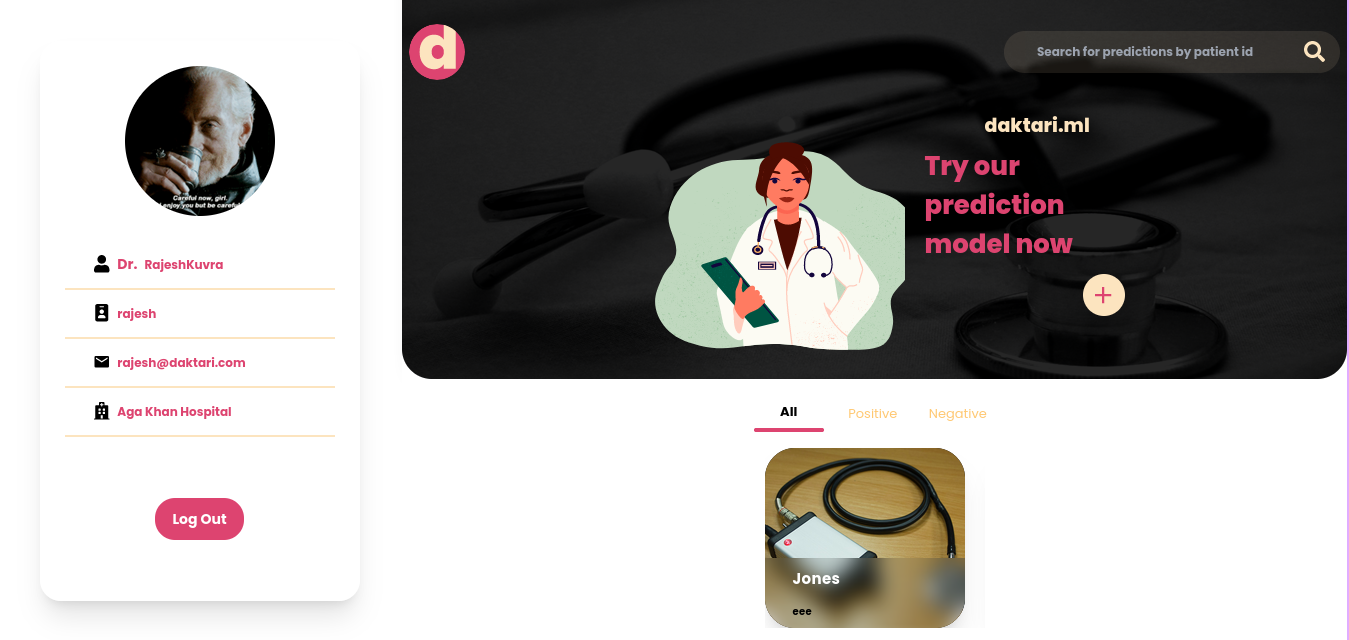 Careful now, girl.
enjoy you but be careful
Dr. RajeshKuvra
rajesh
rajesh@daktari.com
Aga Khan Hospital
Log Out
d
Search for predictions by patient id
daktari.ml
Try our
prediction
model now
All
Positive
Negative
Jones
eee